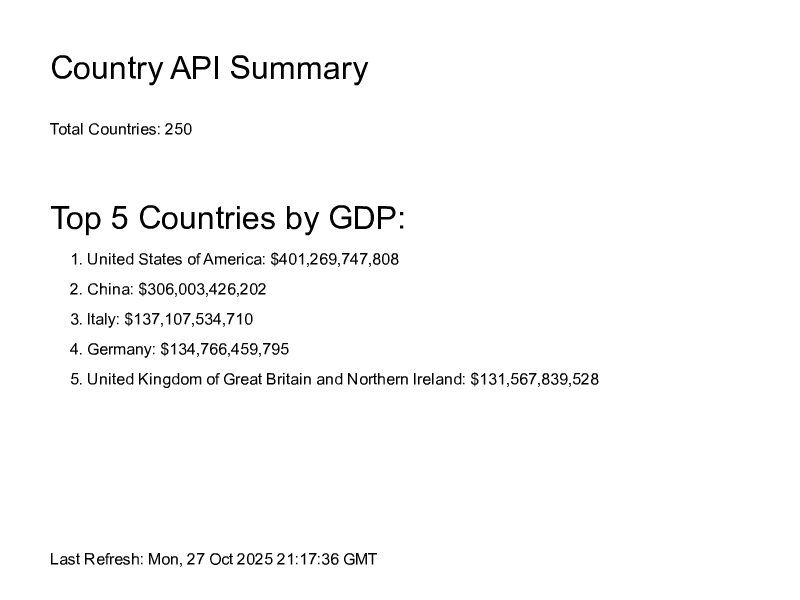 Country API Summary
Total Countries: 250
Top 5 Countries by GDP:
1. United States of America: $401,269,747,808
2. China: $306,003,426,202
3. Italy: $137,107,534,710
4. Germany: $134,766,459,795
5. United Kingdom of Great Britain and Northern Ireland: $131,567,839,528
Last Refresh: Mon, 27 Oct 2025 21:17:36 GMT